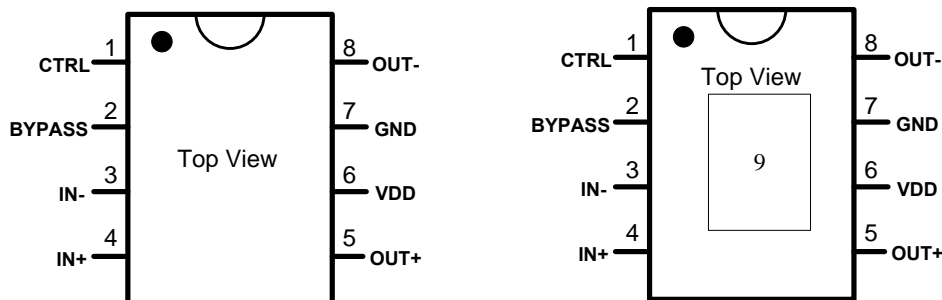 1 8
CTRL OUT-
2 7
BYPASS GND
Top View
3 6
IN- VDD
4 5
IN+ OUT+
1 8
CTRL OUT-
Top View
2 7
BYPASS GND
9
3 6
IN- VDD
4 5
IN+ OUT+